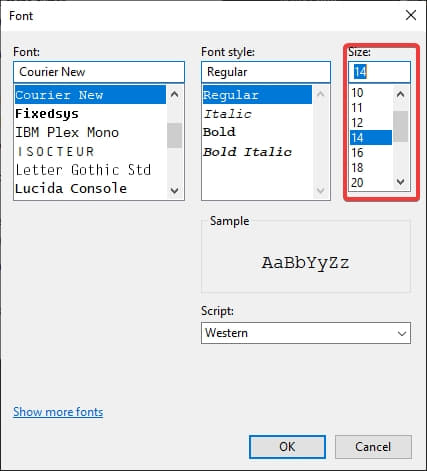 Font
Font:
Courier New
Courier New
Fixedsys
IBM Plex Mono
ISOCTEUR
Letter Gothic Std
Lucida Console
Font style:
Regular
Regular
Italic
Bold
Bold Italic
Size:
14
10
11
12
14
16
18
20
Sample
AaBbYyZz
Script:
Western
Show more fonts
OK
Cancel